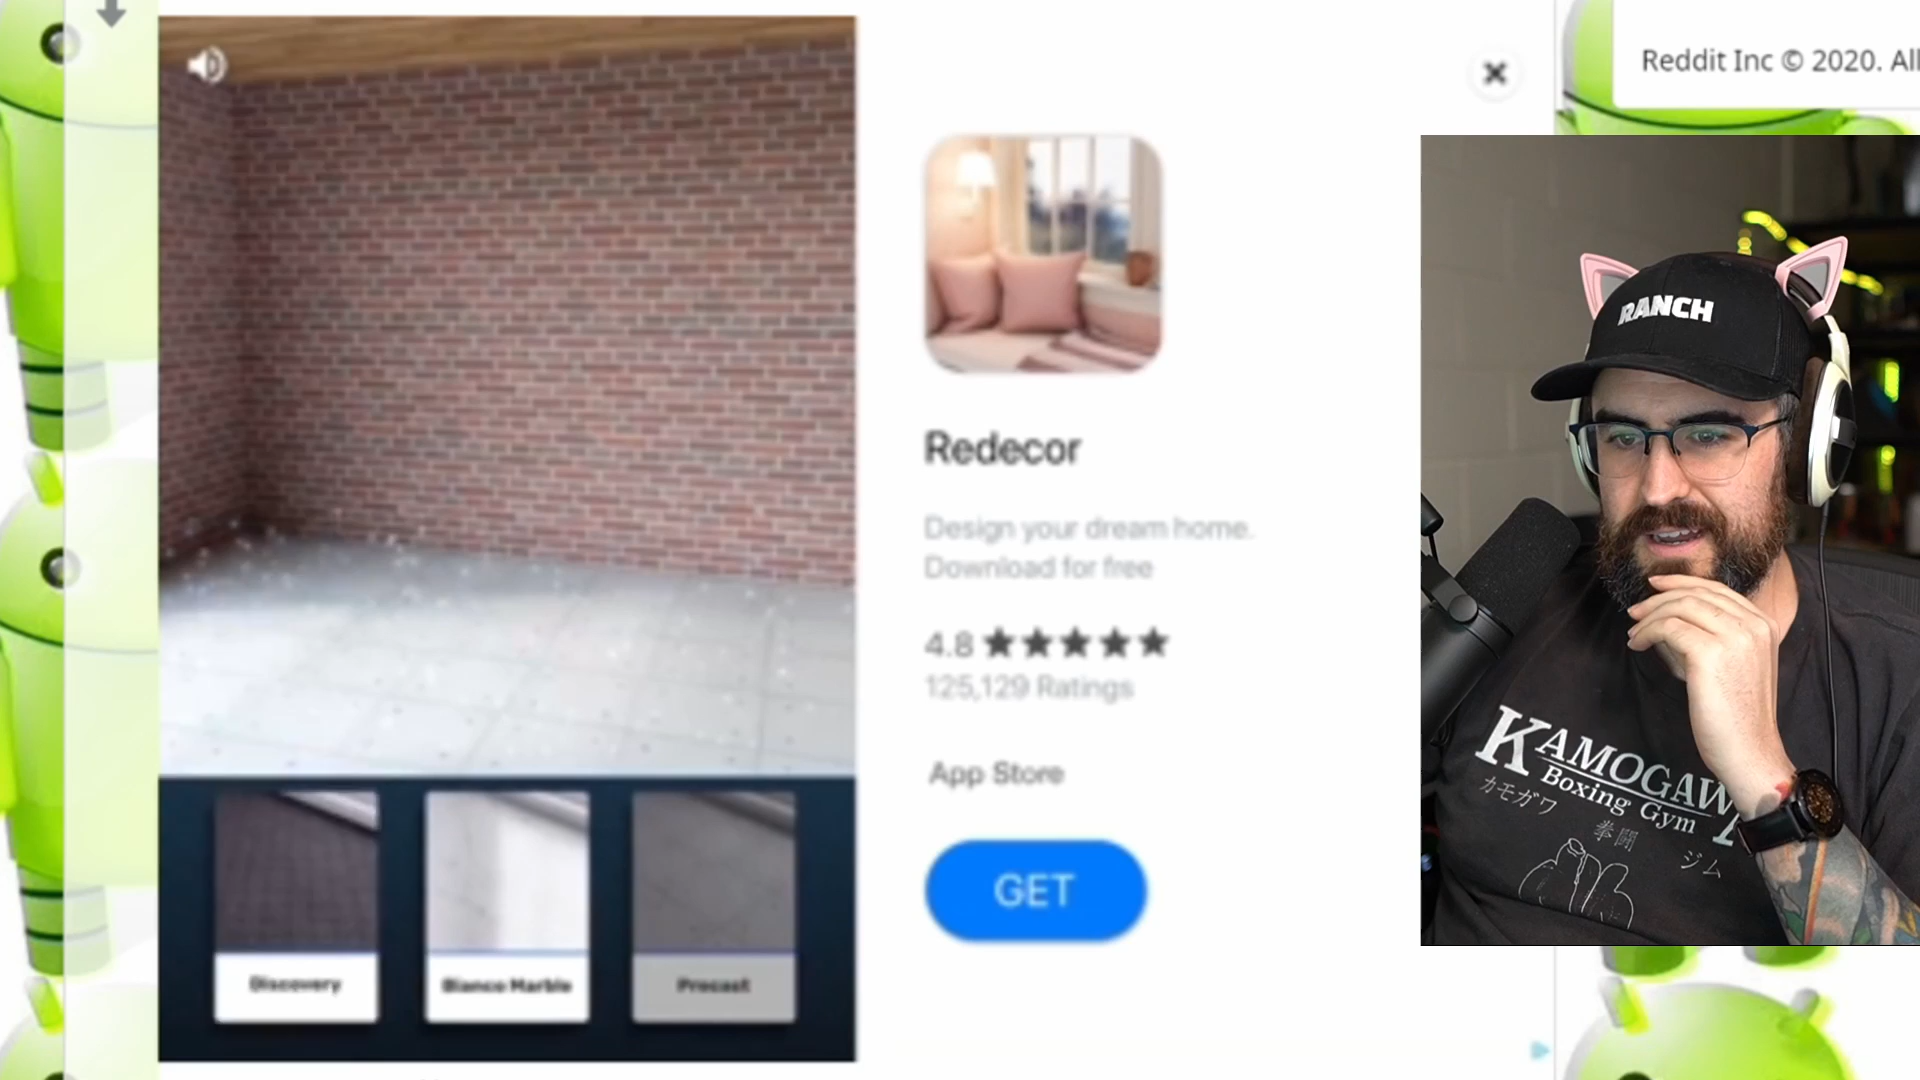 Reddit Inc © 2020. All
Redecor
Design your dream home.
Download for free
4.8 ★★★★★
125,129 Ratings
App Store
GET
Discovery
Bianco Marble
Precast
RANCH
KAMOGAWA
Boxing Gym
カモガワ
拳闘
ジム